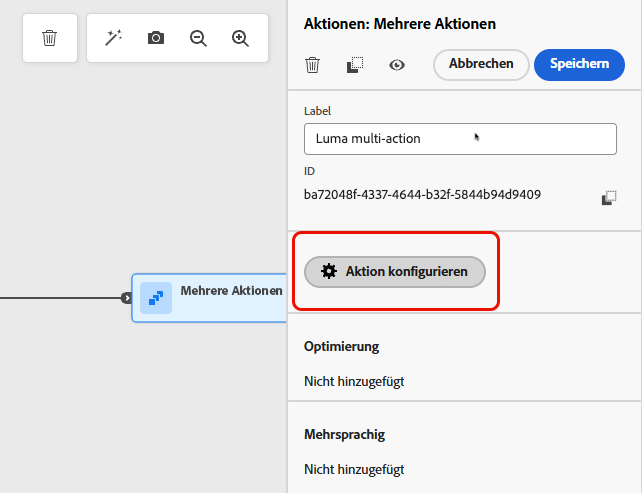 Aktionen: Mehrere Aktionen
Abbrechen
Speichern
Label
Luma multi-action
ID
ba72048f-4337-4644-b32f-5844b94d9409
Aktion konfigurieren
Mehrere Aktionen
Optimierung
Nicht hinzugefügt
Mehrsprachig
Nicht hinzugefügt